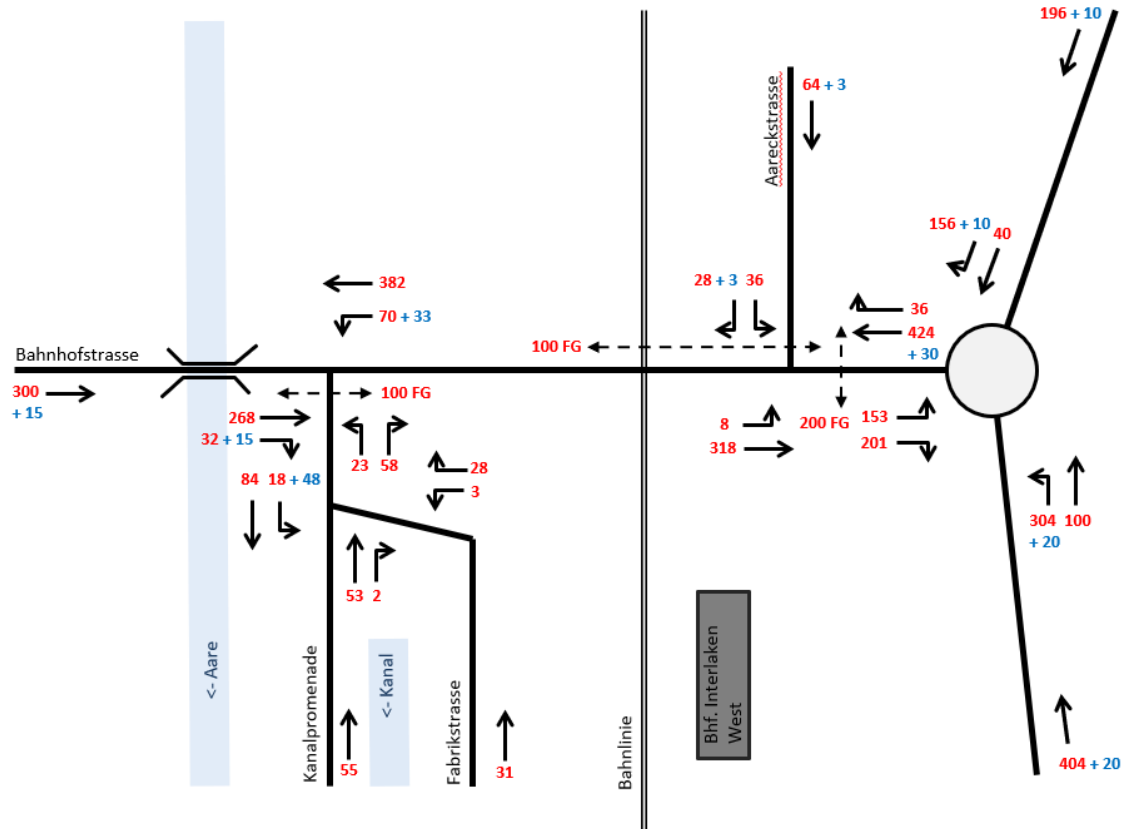 196 + 10
64 + 3
Aareckstrasse
156 + 10
40
28 + 3 36
36
424
+ 30
382
70 + 33
100 FG
Bahnhofstrasse
300
+ 15
100 FG
268
32 + 15
8
318
200 FG
153
201
23 58
28
3
84 18 + 48
304 100
+ 20
53 2
<- Aare
Kanalpromenade
<- Kanal
Fabrikstrasse
Bahnlinie
Bhf. Interlaken
West
55
31
404 + 20